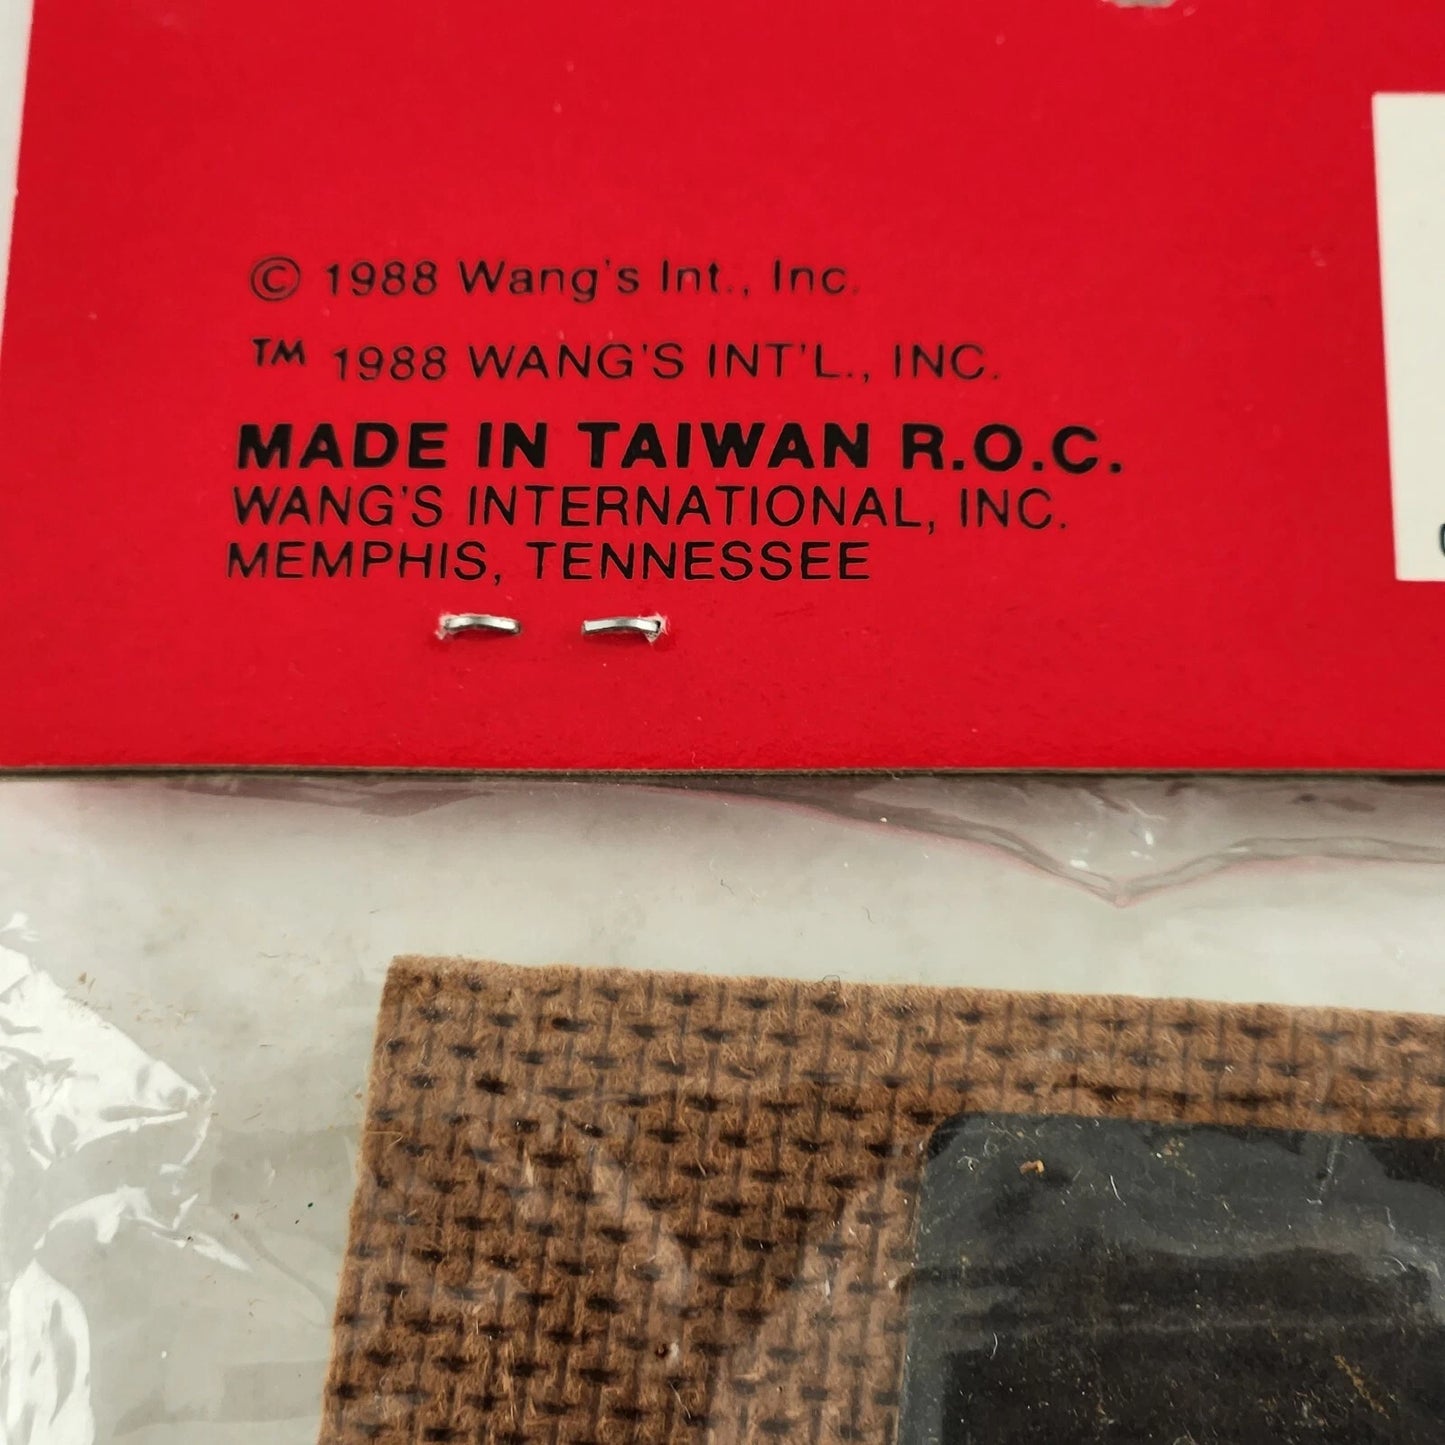 © 1988 Wang's Int., Inc.
TM 1988 WANG'S INT'L., INC.
MADE IN TAIWAN R.O.C.
WANG'S INTERNATIONAL, INC.
MEMPHIS, TENNESSEE